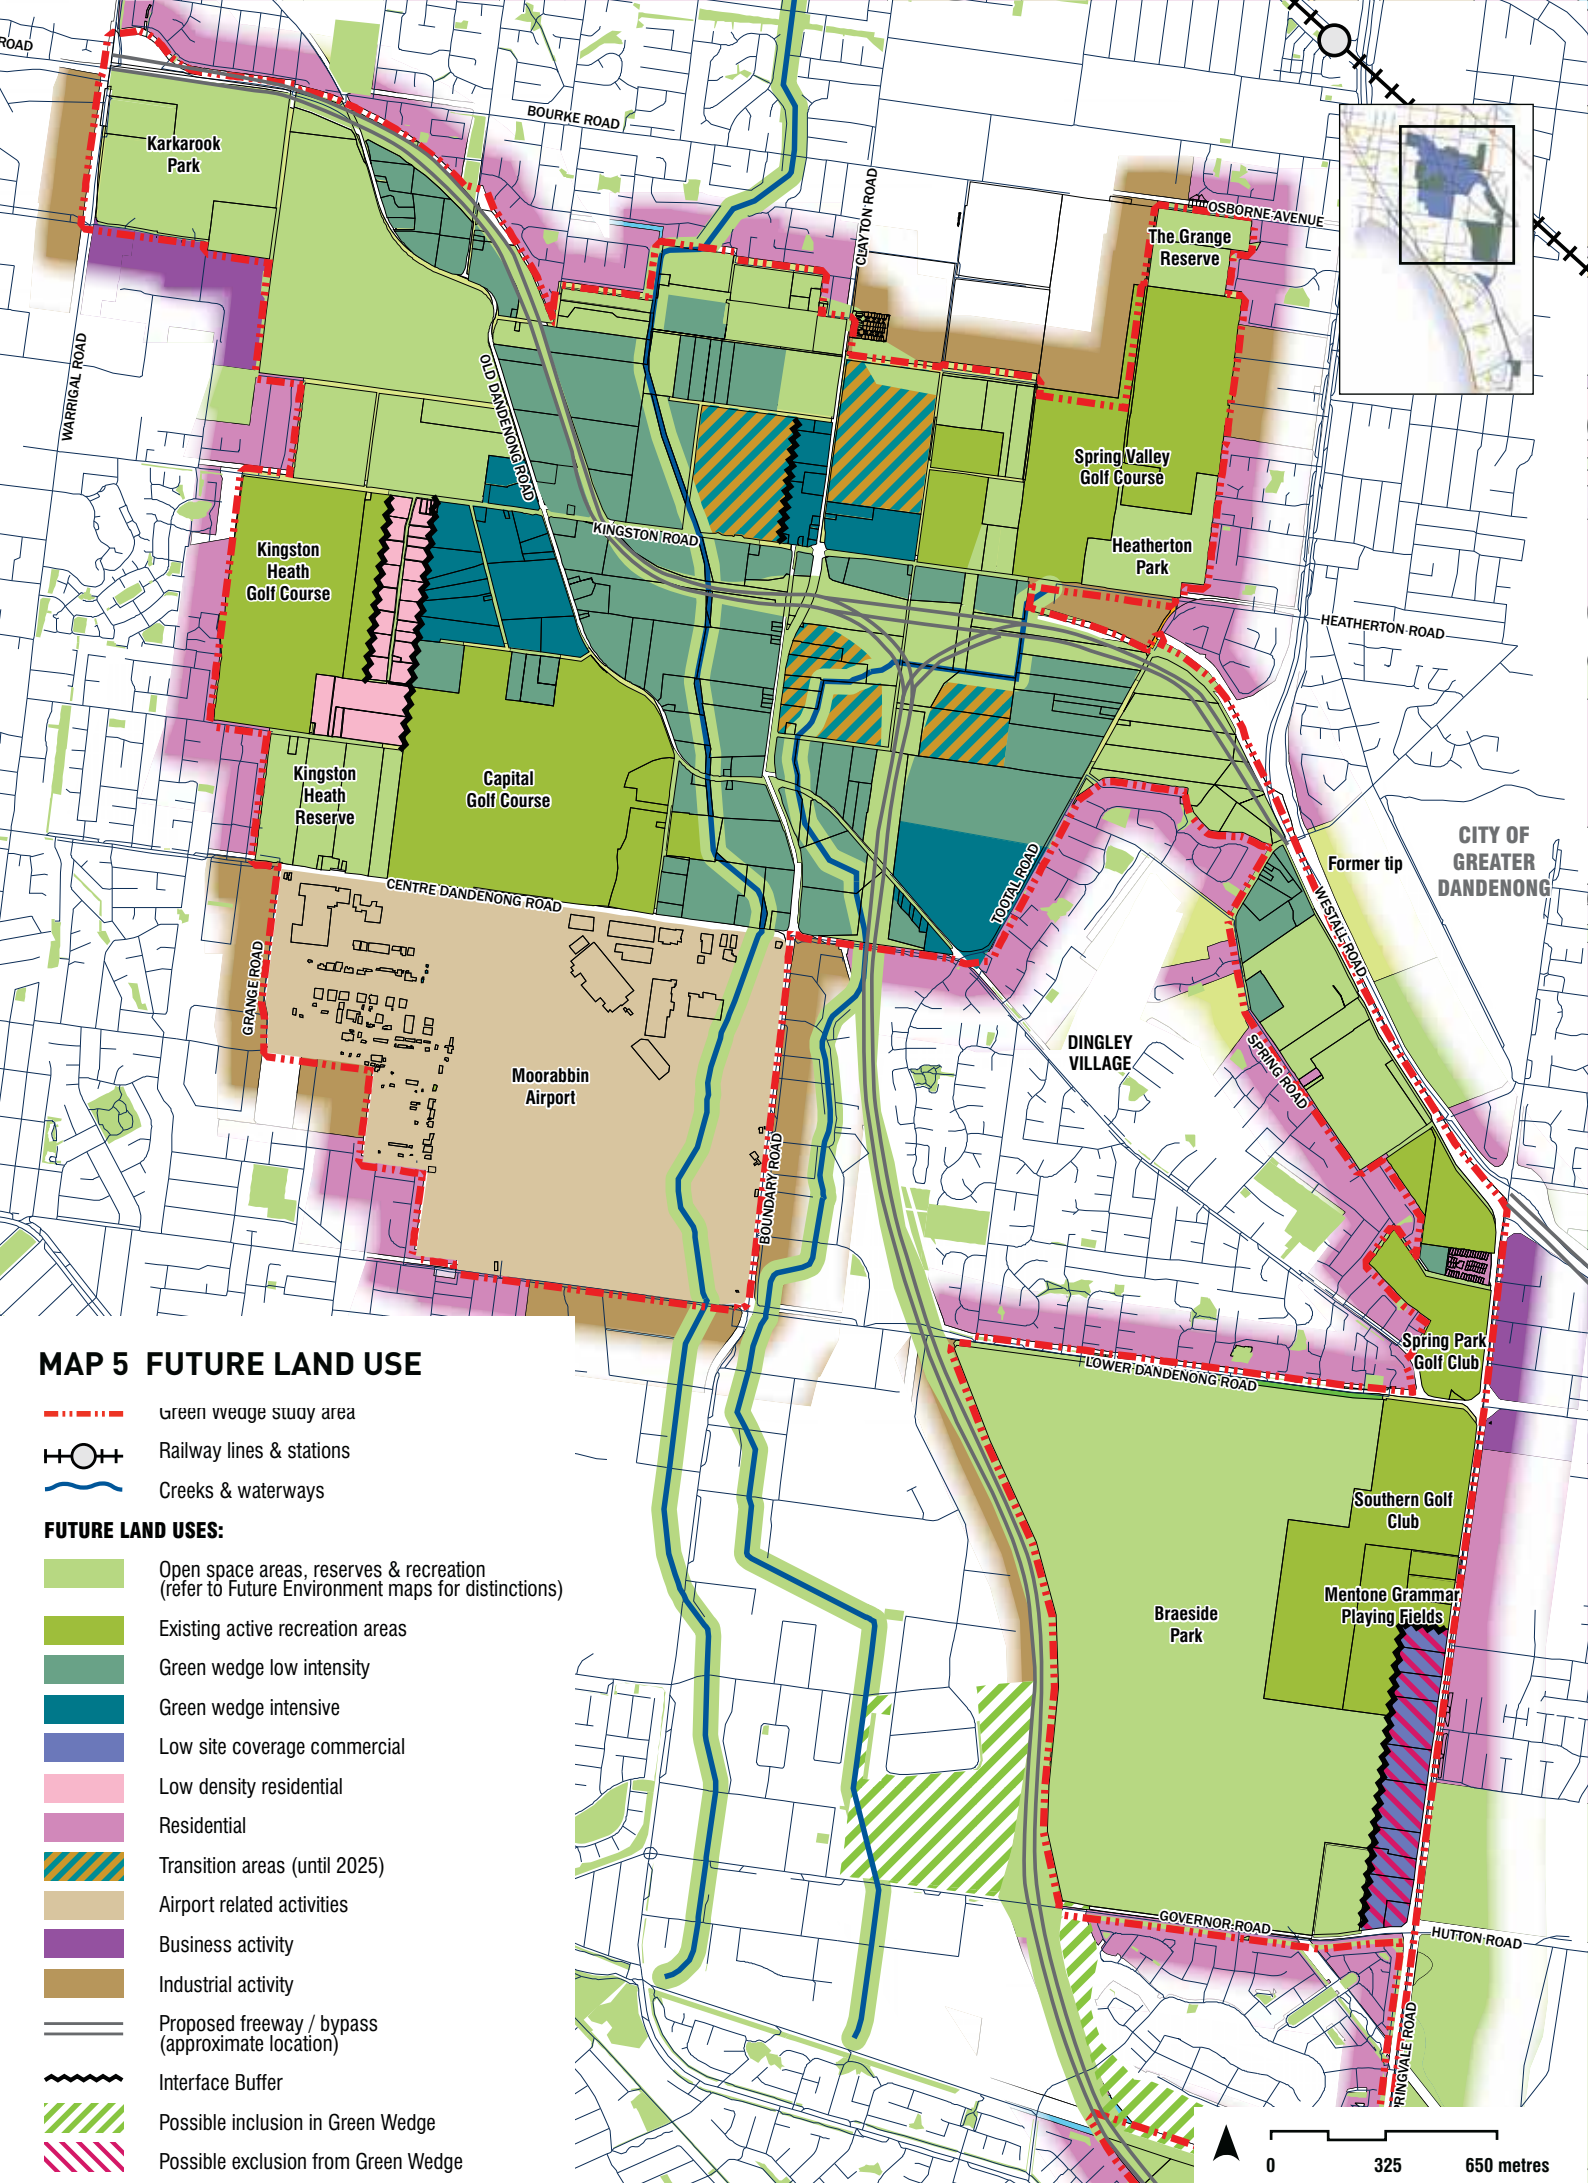 ROAD
BOURKE ROAD
Karkarook
Park
CLAYTON ROAD
OSBORNE AVENUE
The Grange
Reserve
WARRIGAL ROAD
OLD DANDENONG ROAD
Spring Valley
Golf Course
KINGSTON ROAD
Kingston
Heath
Golf Course
Heatherton
Park
HEATHERTON ROAD
Kingston
Heath
Reserve
Capital
Golf Course
CITY OF
GREATER
DANDENONG
Former tip
TOOTAL ROAD
CENTRE DANDENONG ROAD
WESTALL ROAD
GRANGE ROAD
DINGLEY
VILLAGE
SPRING ROAD
Moorabbin
Airport
BOUNDARY ROAD
Spring Park
Golf Club
LOWER DANDENONG ROAD
Southern Golf
Club
Mentone Grammar
Playing Fields
Braeside
Park
GOVERNOR ROAD
HUTTON ROAD
PRINGVALE ROAD
MAP 5 FUTURE LAND USE
Green Wedge study area
Railway lines & stations
Creeks & waterways
FUTURE LAND USES:
Open space areas, reserves & recreation
(refer to Future Environment maps for distinctions)
Existing active recreation areas
Green wedge low intensity
Green wedge intensive
Low site coverage commercial
Low density residential
Residential
Transition areas (until 2025)
Airport related activities
Business activity
Industrial activity
Proposed freeway / bypass
(approximate location)
Interface Buffer
Possible inclusion in Green Wedge
Possible exclusion from Green Wedge
0 325 650 metres